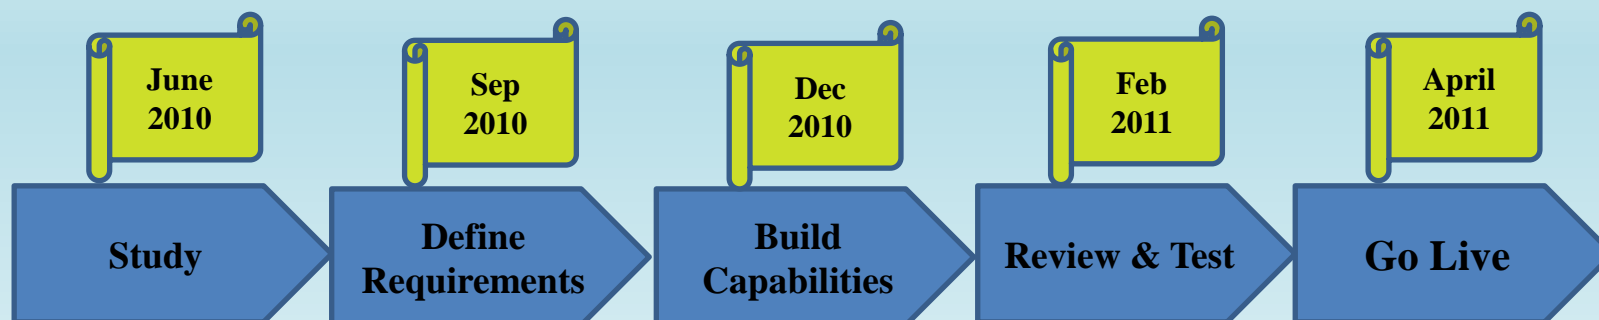 June
2010
Sep
2010
Dec
2010
Feb
2011
April
2011
Study
Define
Requirements
Build
Capabilities
Review & Test
Go Live